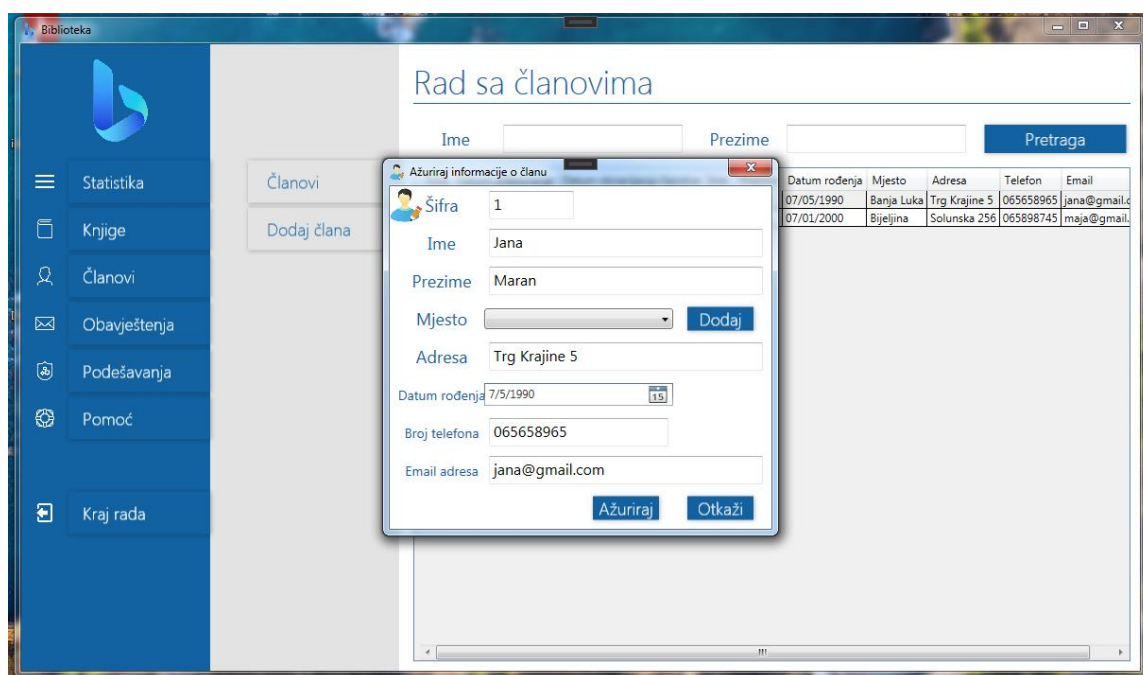 Biblioteka
Rad sa članovima
Ime
Prezime
Pretraga
Statistika
Knjige
Članovi
Obavještenja
Podešavanja
Pomoć
Kraj rada
Članovi
Dodaj člana
Datum rođenja Mjesto Adresa Telefon Email
07/05/1990 Banja Luka Trg Krajine 5 065658965 jana@gmail.c
07/01/2000 Bijeljina Solunska 256 065898745 maja@gmail.
Ažuriraj informacije o članu
Šifra 1
Ime Jana
Prezime Maran
Mjesto Dodaj
Adresa Trg Krajine 5
Datum rođenja 7/5/1990 15
Broj telefona 065658965
Email adresa jana@gmail.com
Ažuriraj Otkaži